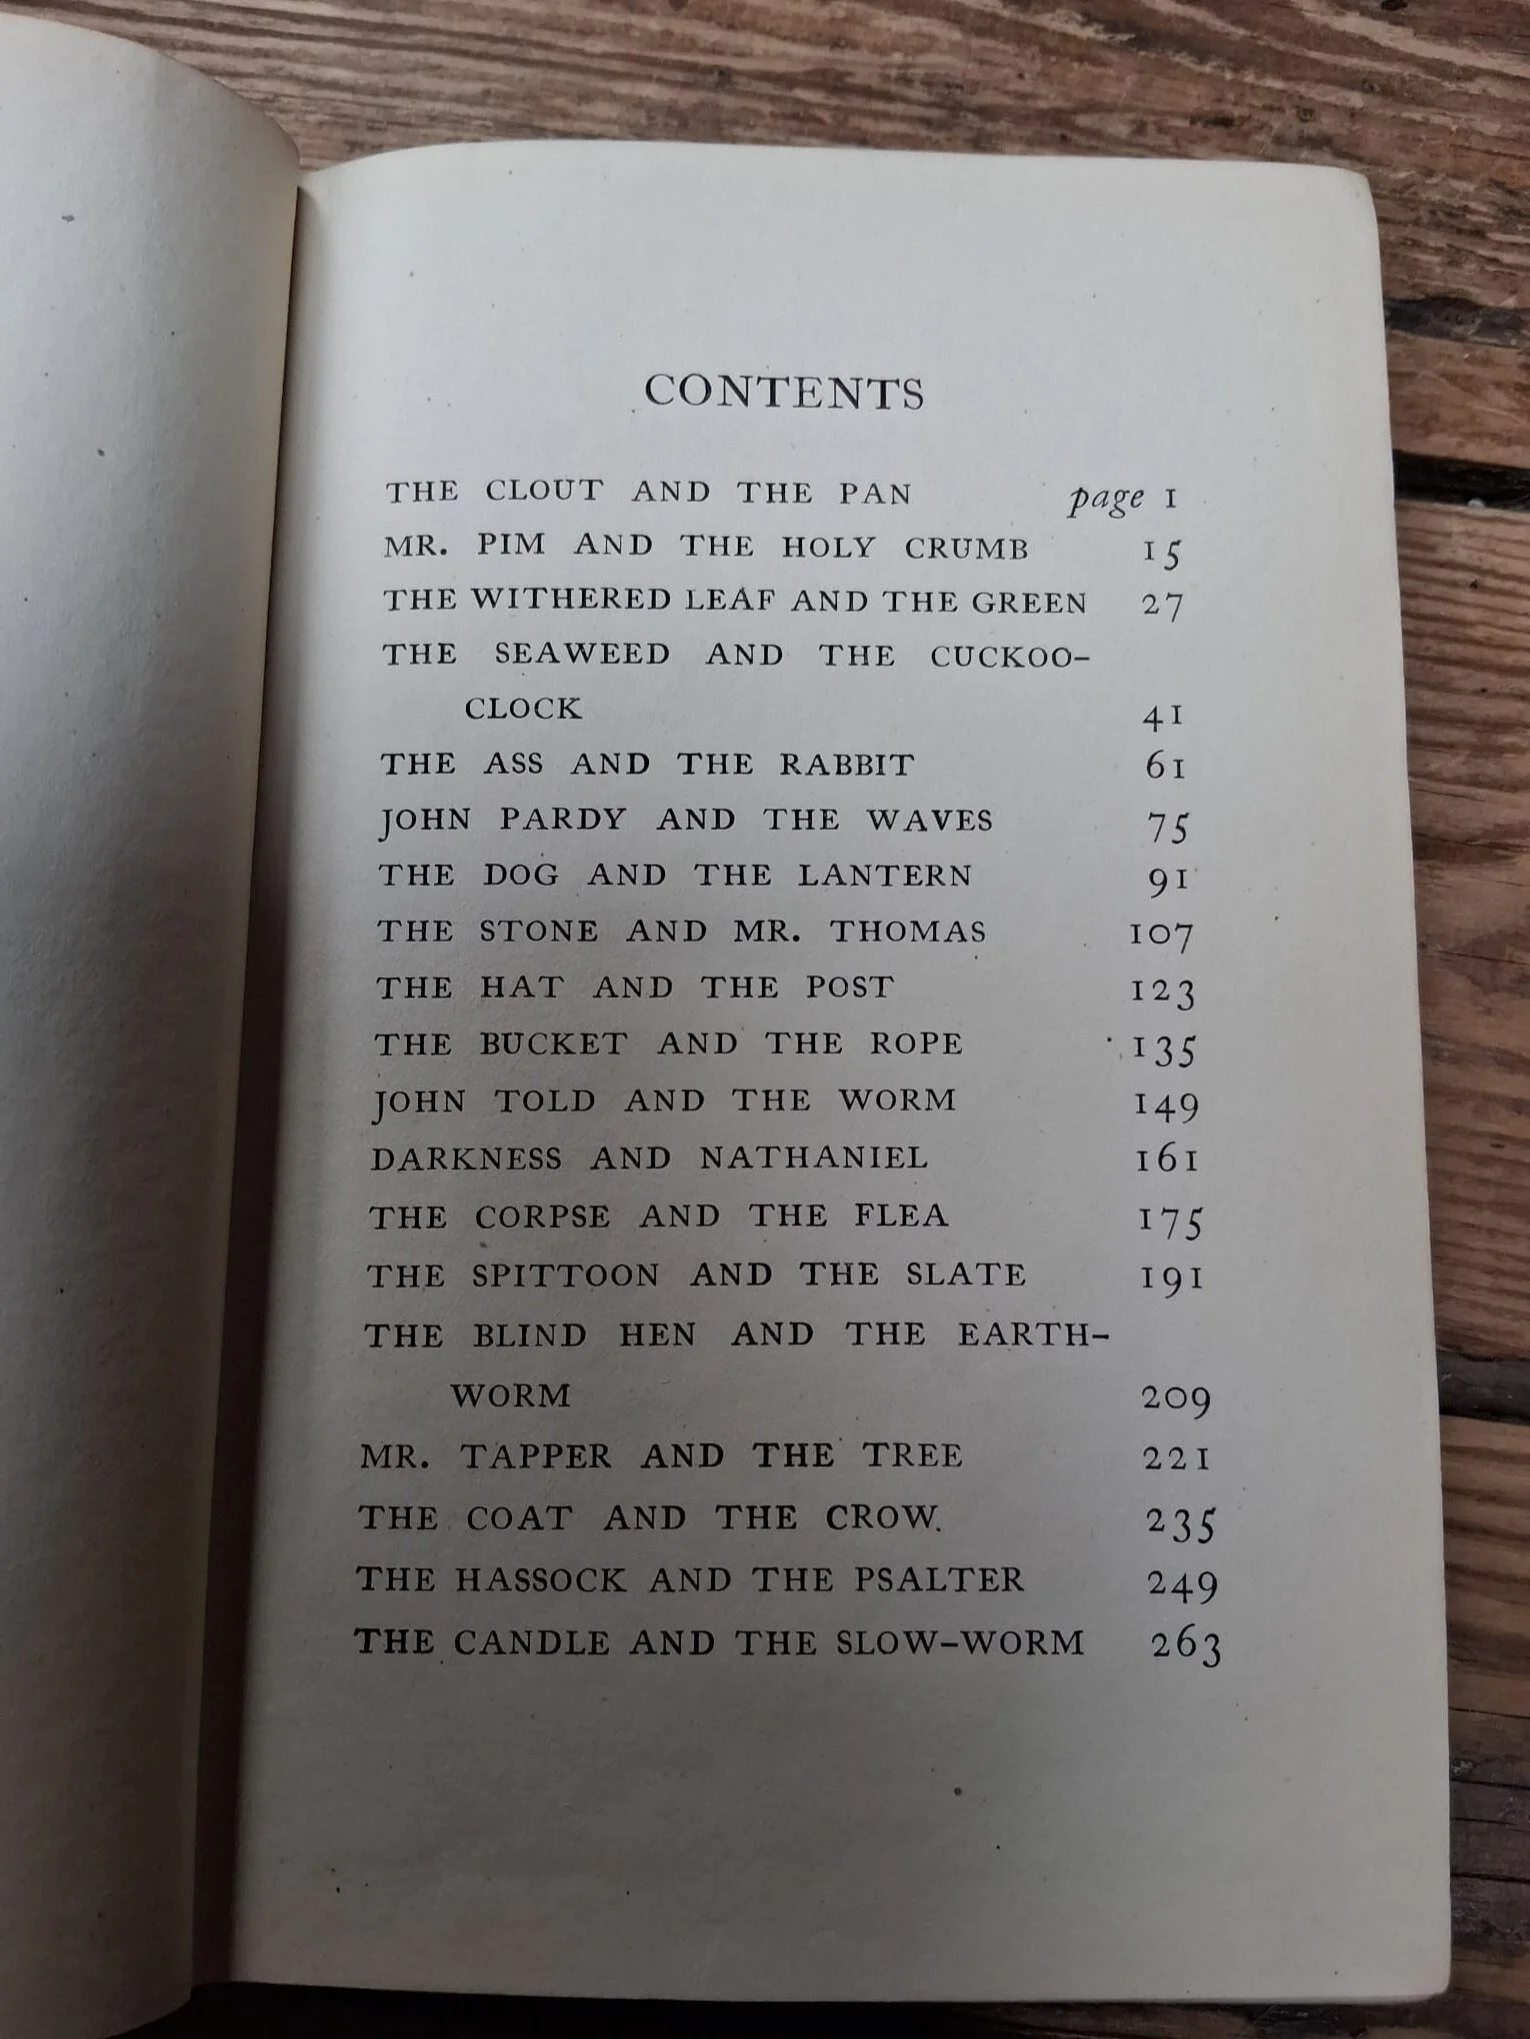 CONTENTS
THE CLOUT AND THE PAN page 1
MR. PIM AND THE HOLY CRUMB 15
THE WITHERED LEAF AND THE GREEN 27
THE SEAWEED AND THE CUCKOO-
CLOCK 41
THE ASS AND THE RABBIT 61
JOHN PARDY AND THE WAVES 75
THE DOG AND THE LANTERN 91
THE STONE AND MR. THOMAS 107
THE HAT AND THE POST 123
THE BUCKET AND THE ROPE 135
JOHN TOLD AND THE WORM 149
DARKNESS AND NATHANIEL 161
THE CORPSE AND THE FLEA 175
THE SPITTOON AND THE SLATE 191
THE BLIND HEN AND THE EARTH-
WORM 209
MR. TAPPER AND THE TREE 221
THE COAT AND THE CROW 235
THE HASSOCK AND THE PSALTER 249
THE CANDLE AND THE SLOW-WORM 263